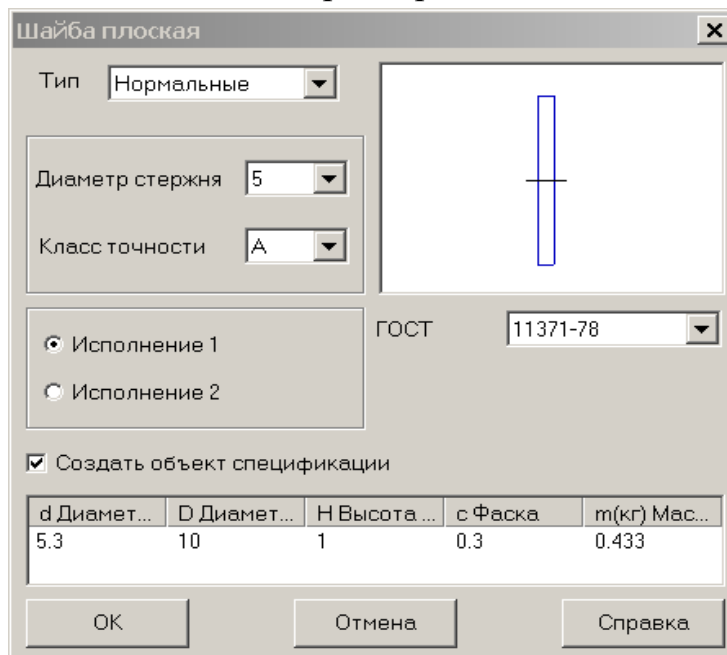 Шайба плоская
Тип Нормальные
Диаметр стержня 5
Класс точности А
Исполнение 1
Исполнение 2
ГОСТ 11371-78
Создать объект спецификации
d Диамет... D Диамет... H Высота ... с Фаска m(кг) Мас...
5.3 10 1 0.3 0.433
OK Отмена Справка